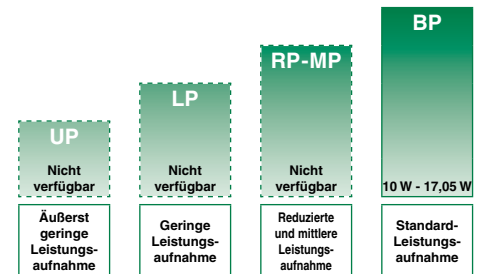 UP
Nicht
verfügbar
Äußerst
geringe
Leistungs-
aufnahme
LP
Nicht
verfügbar
Geringe
Leistungs-
aufnahme
RP-MP
Nicht
verfügbar
Reduzierte
und mittlere
Leistungs-
aufnahme
BP
10 W - 17,05 W
Standard-
Leistungs-
aufnahme